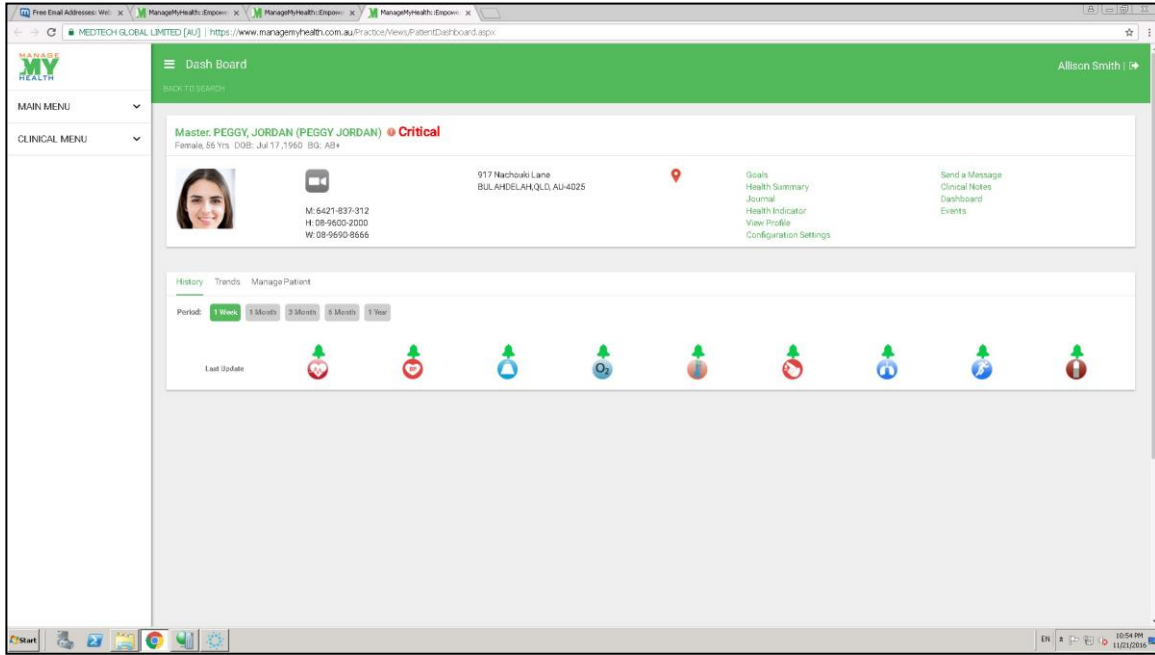 Free Email Addresses: Web
ManageMyHealth::Empower
ManageMyHealth::Empower
ManageMyHealth::Empower
MEDTECH GLOBAL LIMITED [AU] | https://www.managemyhealth.com.au/Practice/Views/PatientDashboard.aspx
MANAGE
MY
HEALTH
Dash Board
Allison Smith |
BACK TO SEARCH
MAIN MENU
CLINICAL MENU
Master. PEGGY, JORDAN (PEGGY JORDAN) Critical
Female, 56 Yrs DOB: Jul 17 ,1960 BG: AB+
M: 6421-837-312
H: 08-9600-2000
W: 08-9690-8666
917 Nachouki Lane
BULAHDELAH,QLD, AU-4025
Goals
Health Summary
Journal
Health Indicator
View Profile
Configuration Settings
Send a Message
Clinical Notes
Dashboard
Events
History Trends Manage Patient
Period: 1 Week 1 Month 3 Month 6 Month 1 Year
Last Update
BP
O2
Start
EN
10:54 PM
11/21/2016